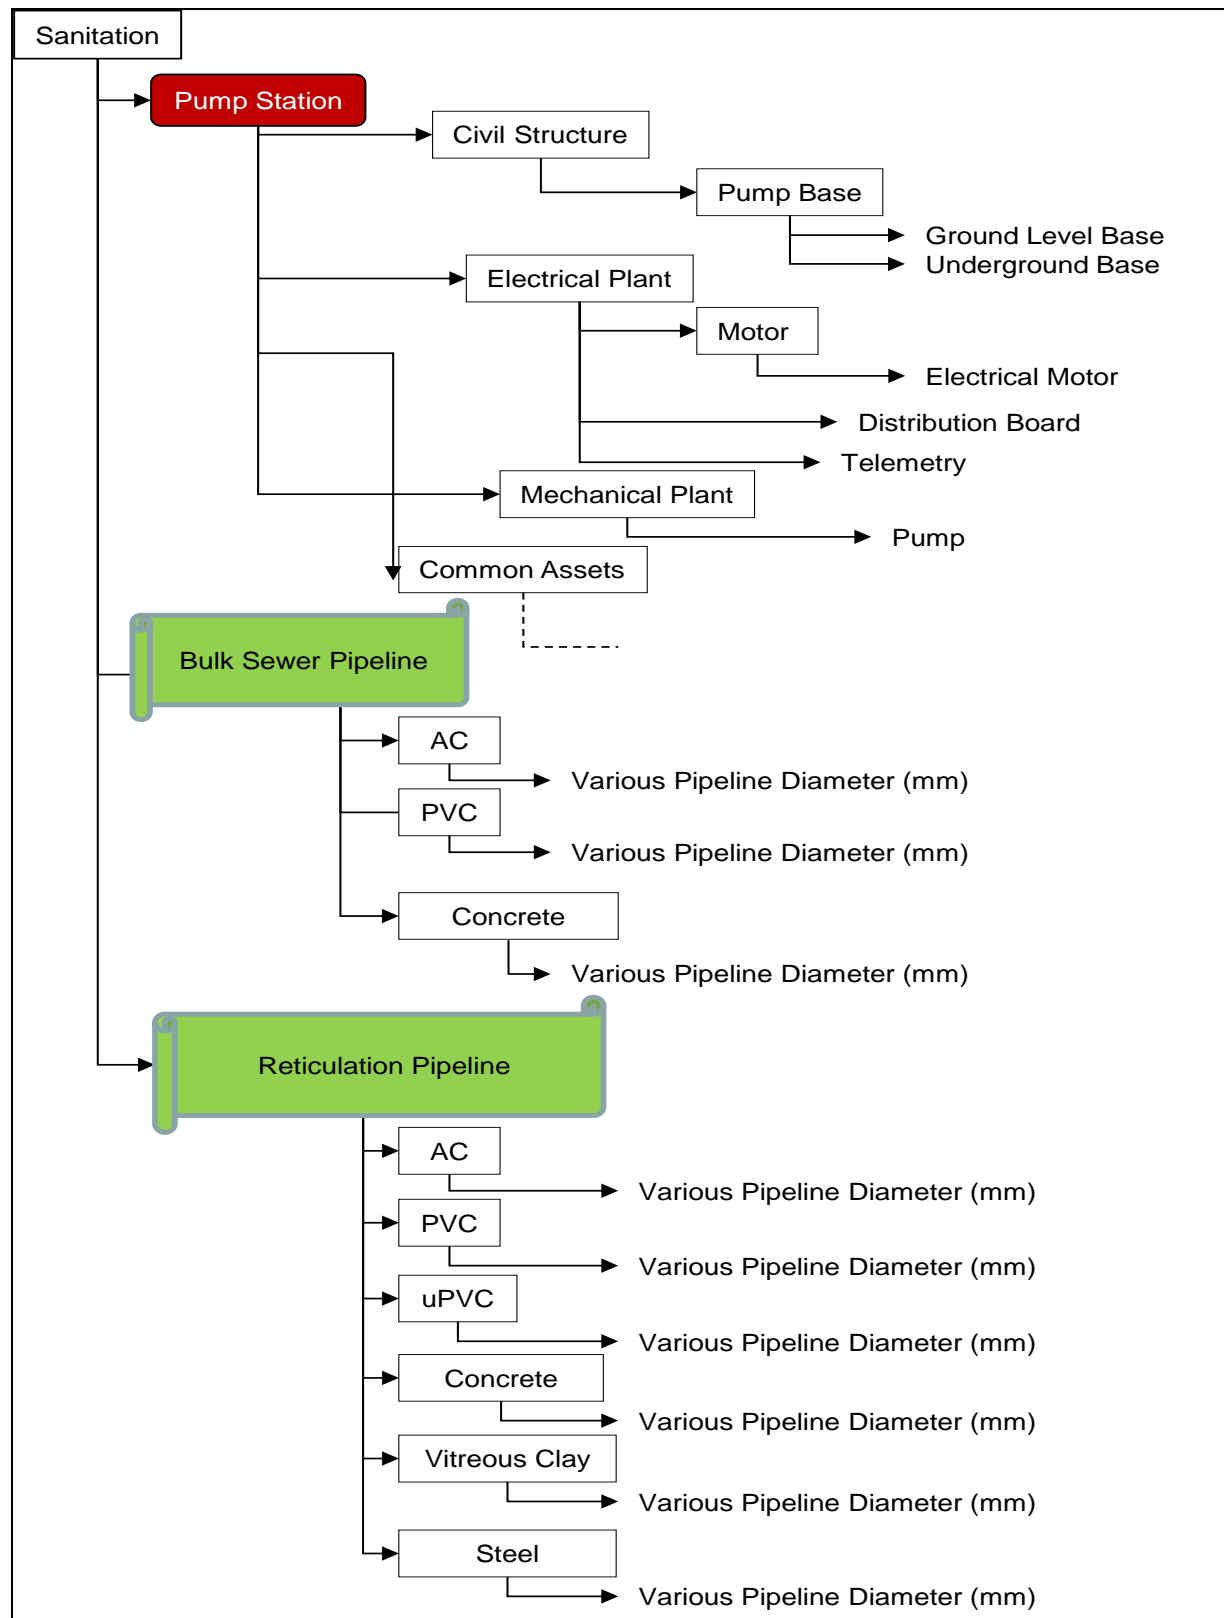 Sanitation
Pump Station
Civil Structure
Pump Base
Ground Level Base
Underground Base
Electrical Plant
Motor
Electrical Motor
Distribution Board
Telemetry
Mechanical Plant
Pump
Common Assets
Bulk Sewer Pipeline
AC
Various Pipeline Diameter (mm)
PVC
Various Pipeline Diameter (mm)
Concrete
Various Pipeline Diameter (mm)
Reticulation Pipeline
AC
Various Pipeline Diameter (mm)
PVC
Various Pipeline Diameter (mm)
uPVC
Various Pipeline Diameter (mm)
Concrete
Various Pipeline Diameter (mm)
Vitreous Clay
Various Pipeline Diameter (mm)
Steel
Various Pipeline Diameter (mm)